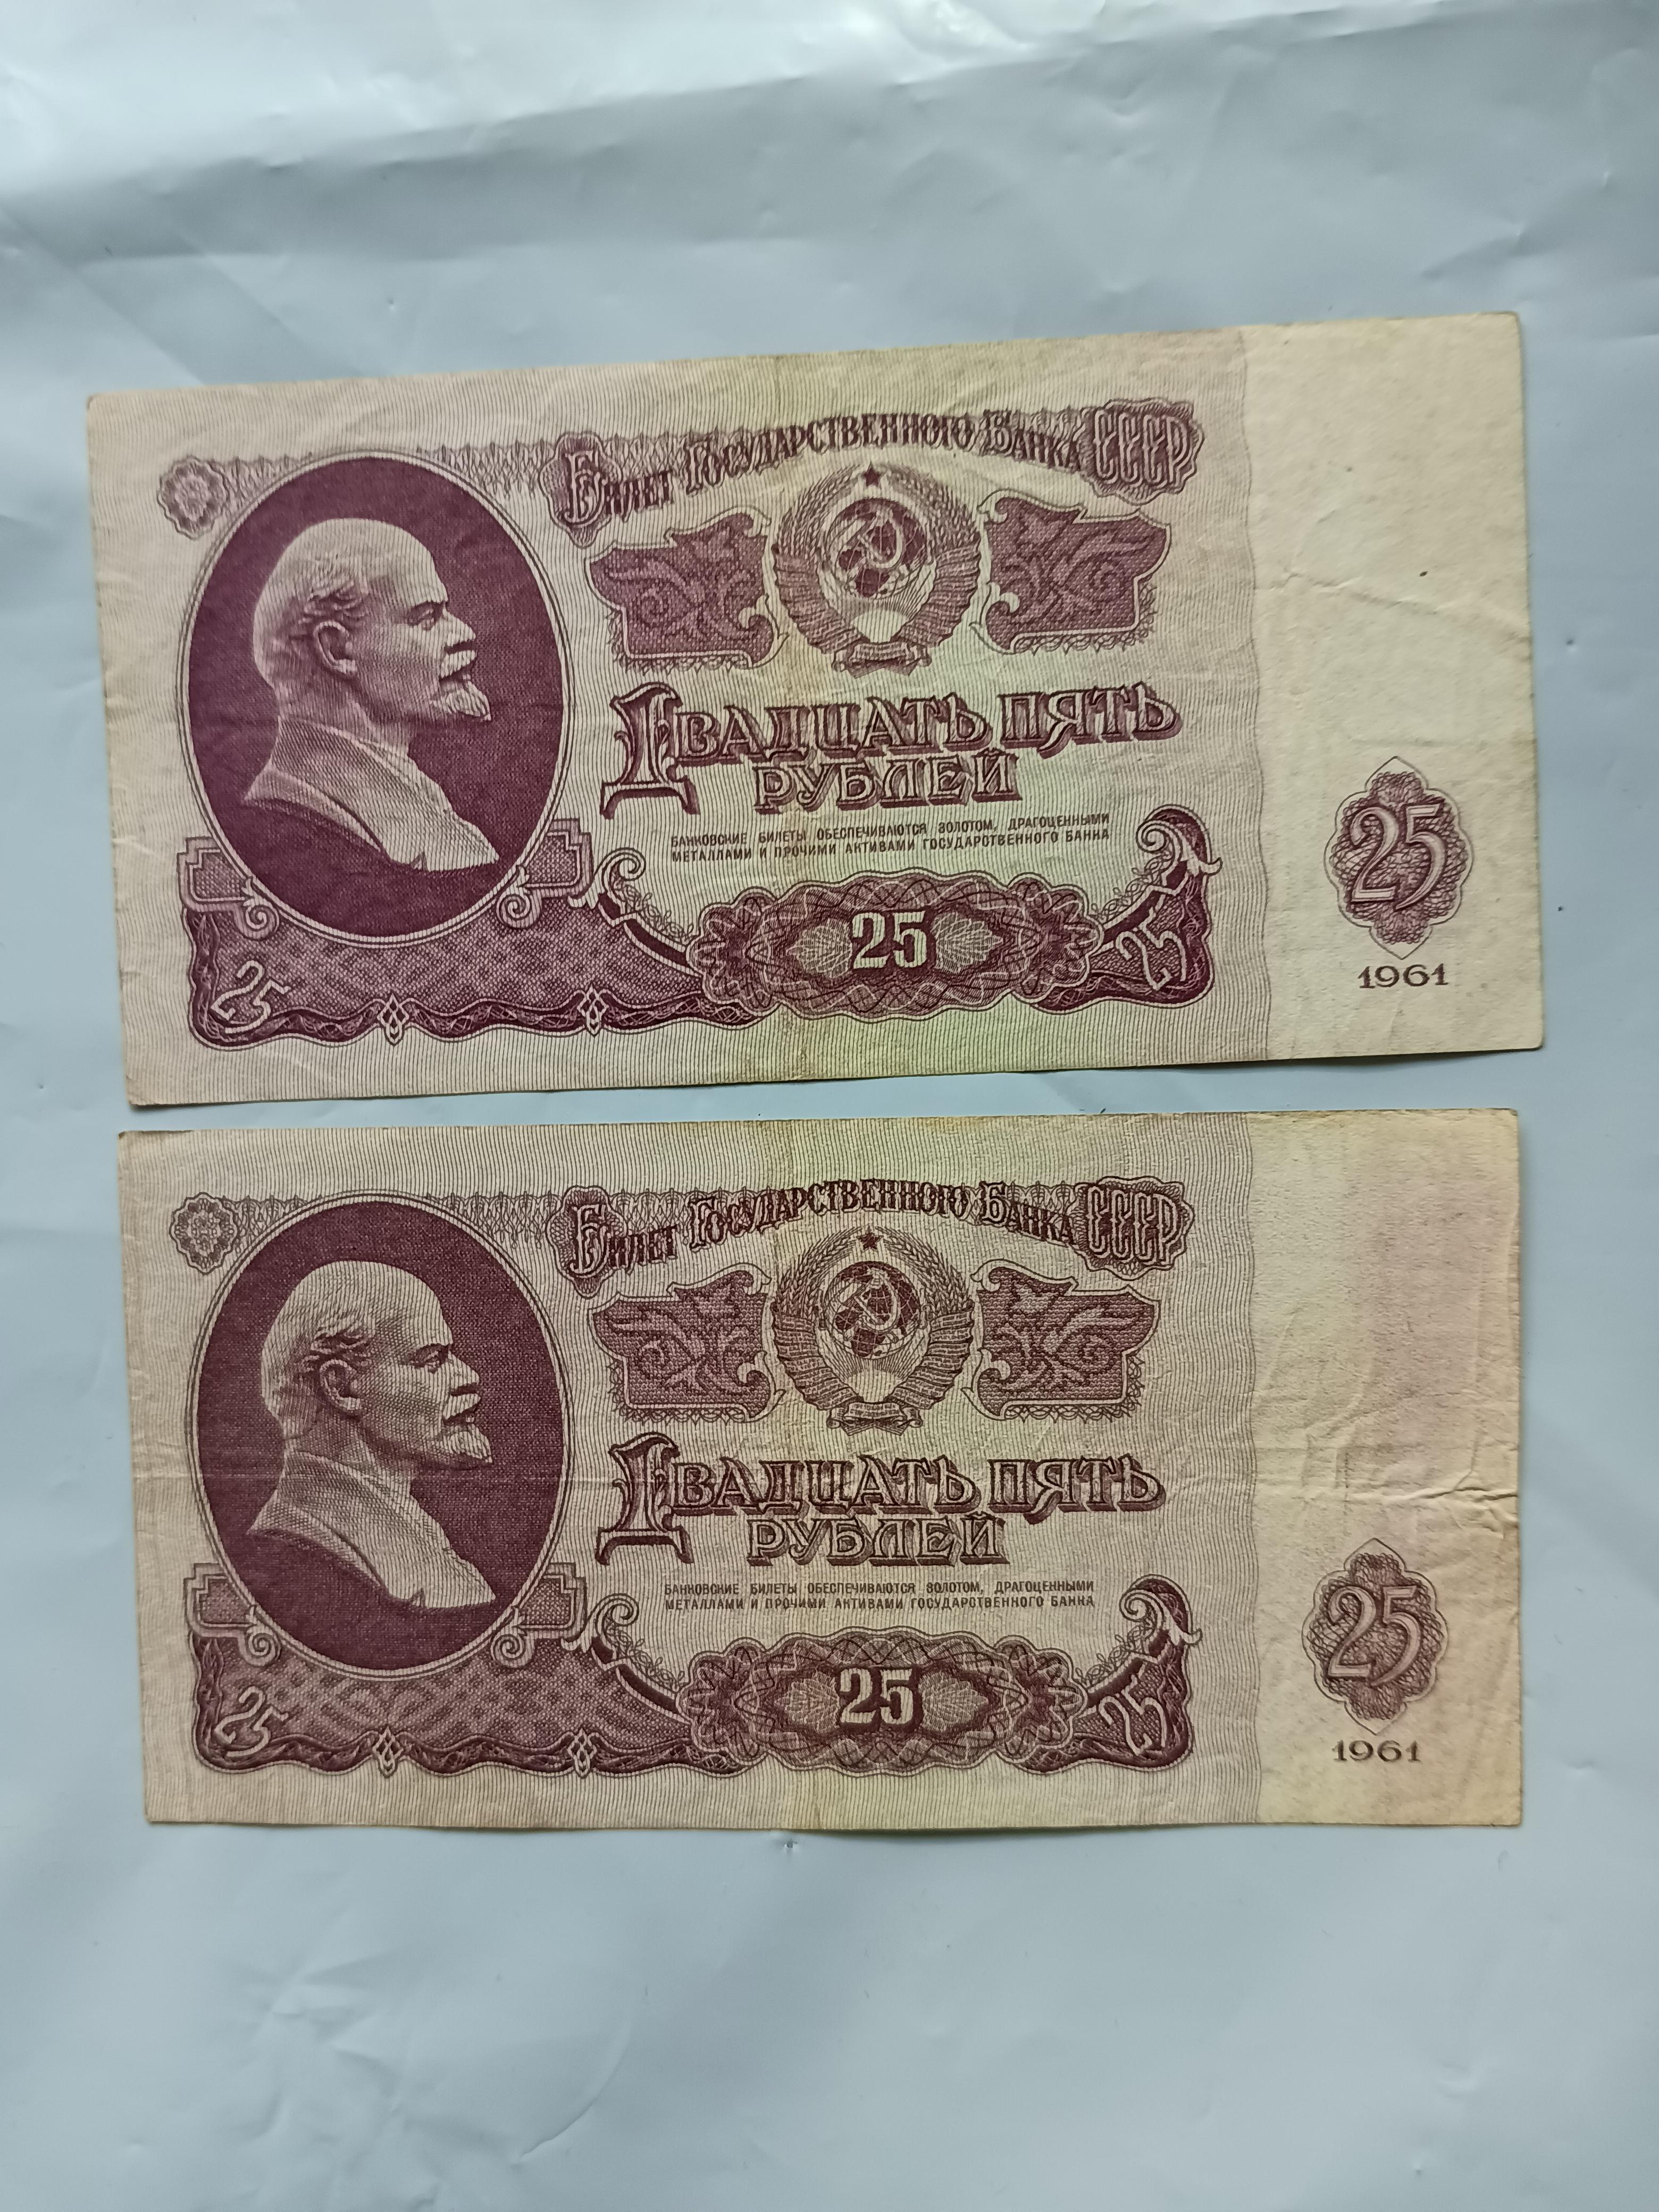 Билет Государственного Банка СССР
Двадцать пять
рублей
БАНКОВСКИЕ БИЛЕТЫ ОБЕСПЕЧИВАЮТСЯ ЗОЛОТОМ, ДРАГОЦЕННЫМИ
МЕТАЛЛАМИ И ПРОЧИМИ АКТИВАМИ ГОСУДАРСТВЕННОГО БАНКА
25
25
25
25
1961
Билет Государственного Банка СССР
Двадцать пять
рублей
БАНКОВСКИЕ БИЛЕТЫ ОБЕСПЕЧИВАЮТСЯ ЗОЛОТОМ, ДРАГОЦЕННЫМИ
МЕТАЛЛАМИ И ПРОЧИМИ АКТИВАМИ ГОСУДАРСТВЕННОГО БАНКА
25
25
25
25
1961